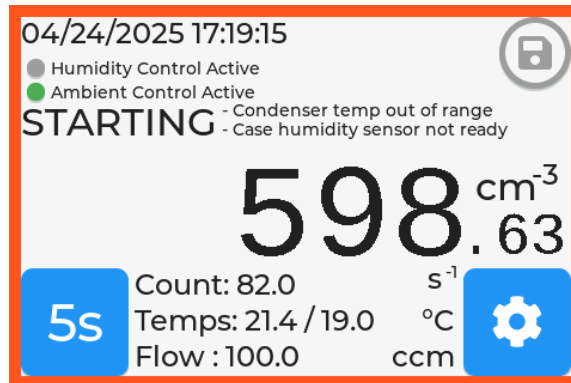 04/24/2025 17:19:15
Humidity Control Active
Ambient Control Active
STARTING - Condenser temp out of range
- Case humidity sensor not ready
598.63 cm-3
5s
Count: 82.0 s-1
Temps: 21.4 / 19.0 °C
Flow : 100.0 ccm